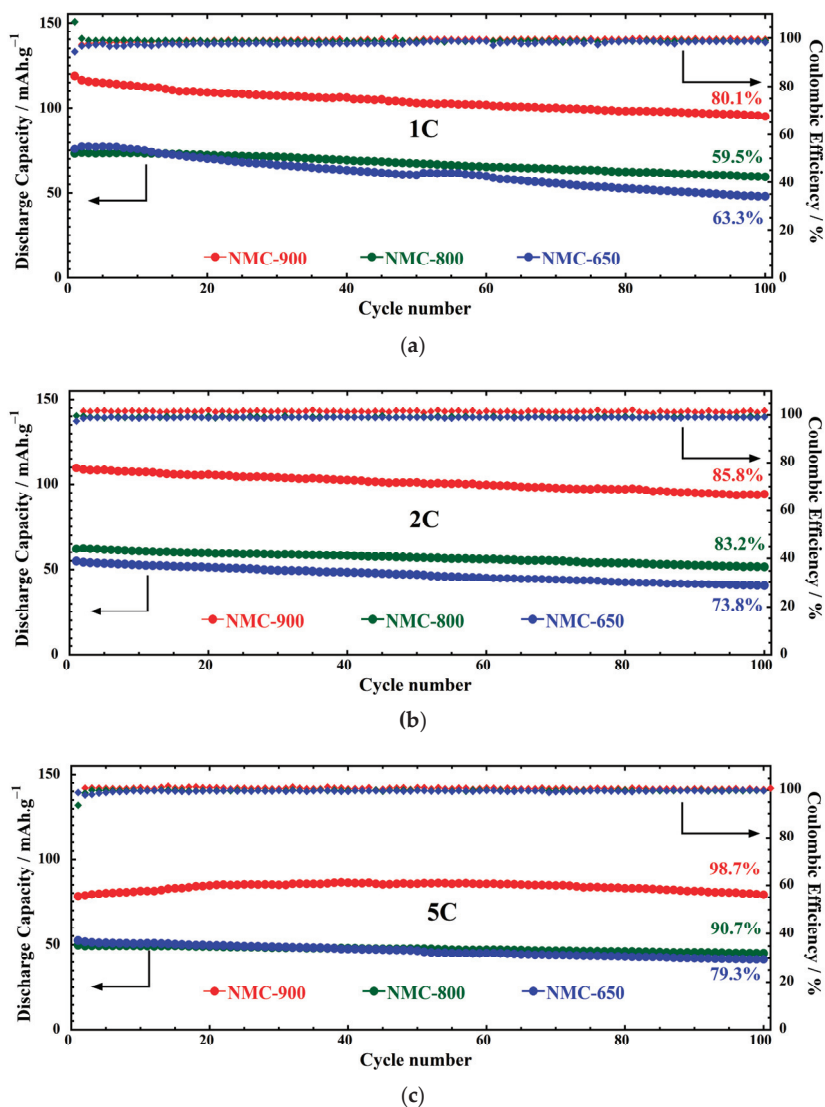 150
100
80.1%
80
100
1C
60
59.5%
40
50
63.3%
20
NMC-900 NMC-800 NMC-650
0
0
0 20 40 60 80 100
Cycle number
Discharge Capacity / mAh.g⁻¹
Coulombic Efficiency / %
(a)
150
100
85.8%
80
100
2C
60
83.2%
40
50
73.8%
20
NMC-900 NMC-800 NMC-650
0
0
0 20 40 60 80 100
Cycle number
Discharge Capacity / mAh.g⁻¹
Coulombic Efficiency / %
(b)
150
100
98.7%
80
100
5C
60
90.7%
40
50
79.3%
20
NMC-900 NMC-800 NMC-650
0
0
0 20 40 60 80 100
Cycle number
Discharge Capacity / mAh.g⁻¹
Coulombic Efficiency / %
(c)